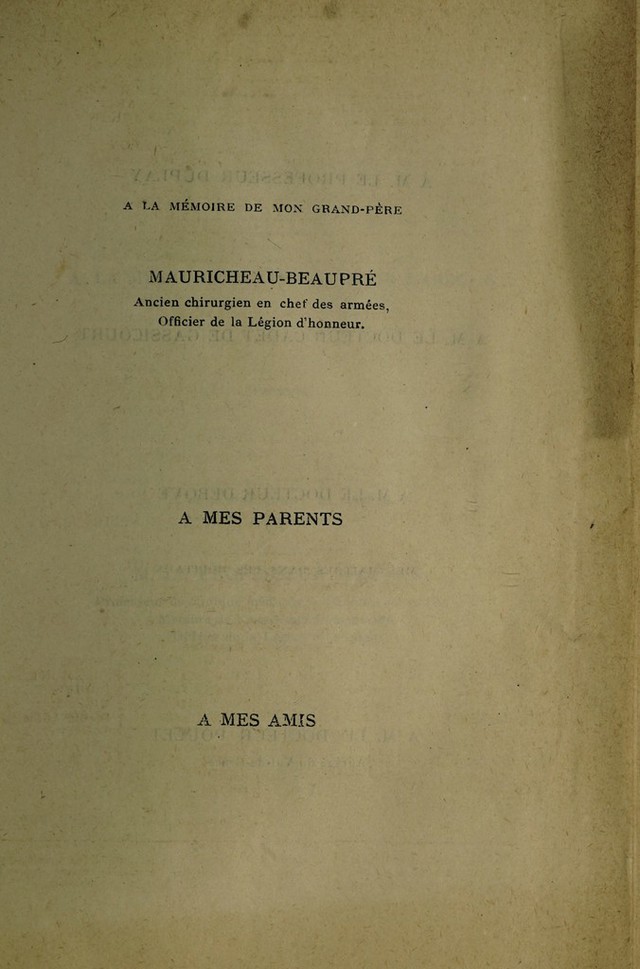 A LA MÉMOIRE DE MON GRAND-PÈRE
MAURICHEAU-BEAUPRÉ
Ancien chirurgien en chef des armées,
Officier de la Légion d'honneur.
A MES PARENTS
A MES AMIS